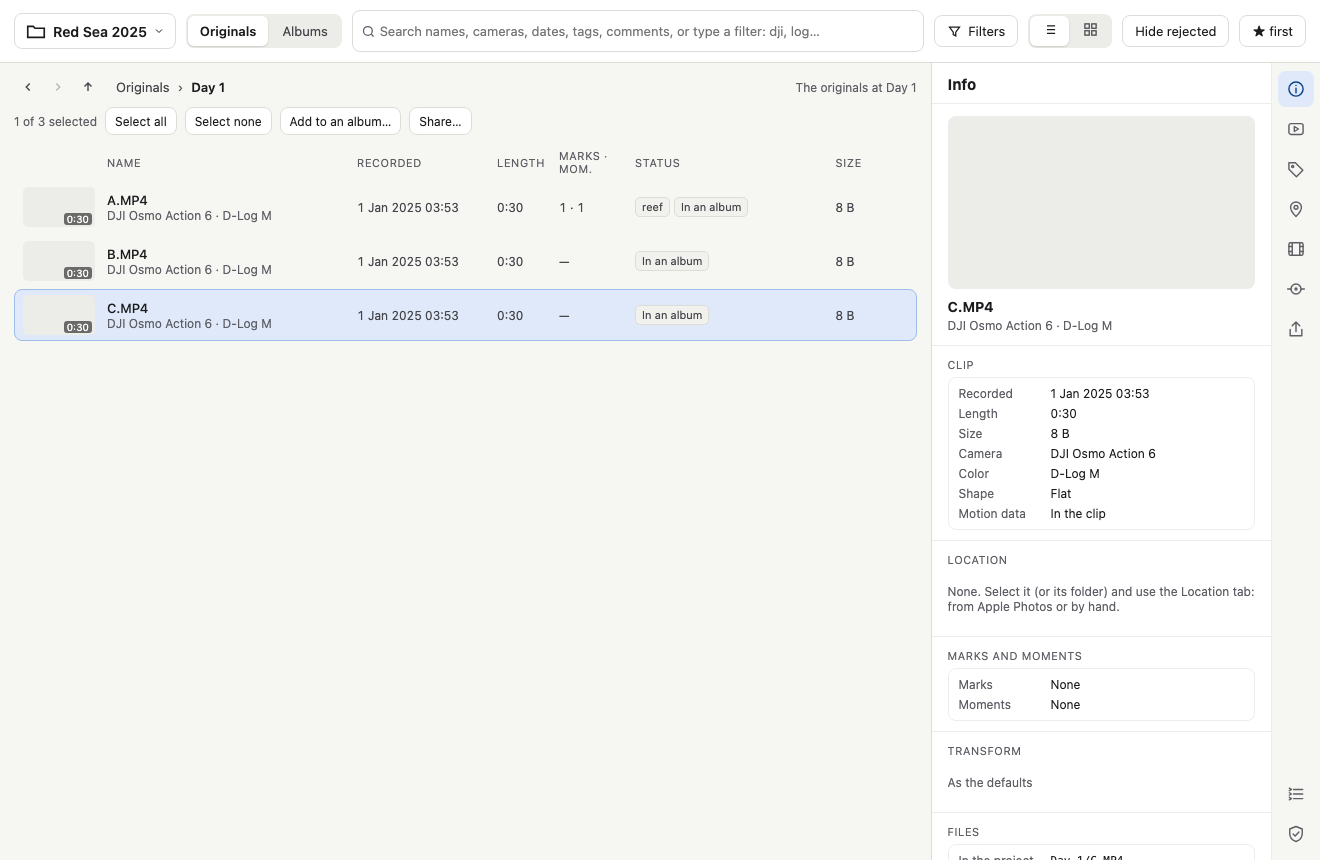 Red Sea 2025
Originals
Albums
Search names, cameras, dates, tags, comments, or type a filter: dji, log...
Filters
Hide rejected
★ first
Originals › Day 1
The originals at Day 1
1 of 3 selected
Select all
Select none
Add to an album...
Share...
NAME
RECORDED
LENGTH
MARKS ·
MOM.
STATUS
SIZE
0:30
A.MP4
DJI Osmo Action 6 · D-Log M
1 Jan 2025 03:53
0:30
1 · 1
reef
In an album
8 B
0:30
B.MP4
DJI Osmo Action 6 · D-Log M
1 Jan 2025 03:53
0:30
—
In an album
8 B
0:30
C.MP4
DJI Osmo Action 6 · D-Log M
1 Jan 2025 03:53
0:30
—
In an album
8 B
Info
C.MP4
DJI Osmo Action 6 · D-Log M
CLIP
Recorded 1 Jan 2025 03:53
Length 0:30
Size 8 B
Camera DJI Osmo Action 6
Color D-Log M
Shape Flat
Motion data In the clip
LOCATION
None. Select it (or its folder) and use the Location tab:
from Apple Photos or by hand.
MARKS AND MOMENTS
Marks None
Moments None
TRANSFORM
As the defaults
FILES
In the project Day 1/C.MP4